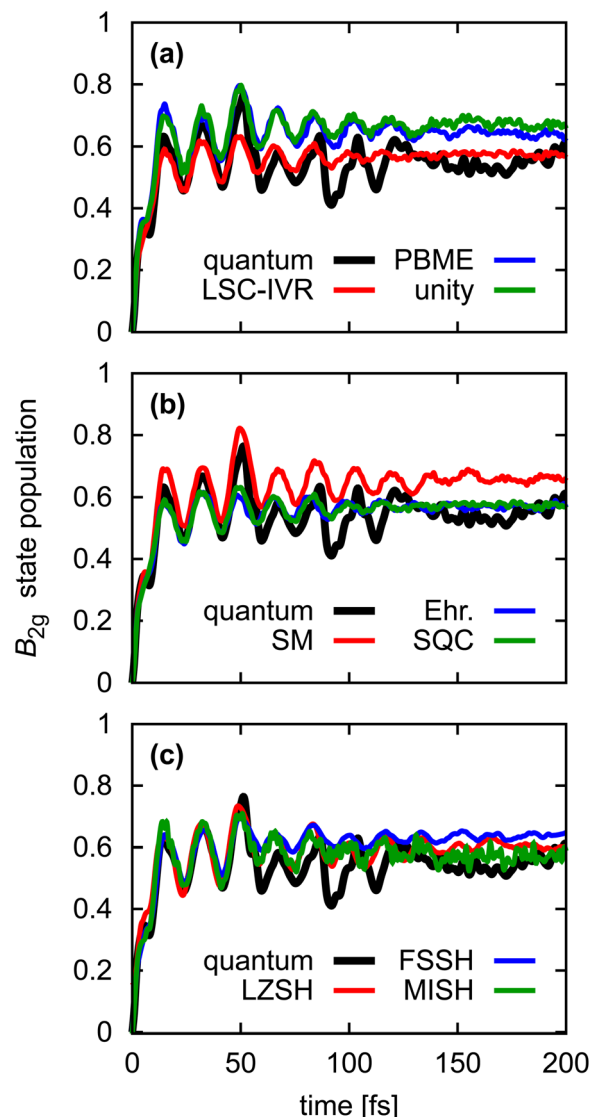 1
(a)
0.8
0.6
0.4
quantum PBME
0.2
LSC-IVR unity
0
1
(b)
0.8
0.6
0.4
quantum Ehr.
0.2
SM SQC
0
B2g state population
1
(c)
0.8
0.6
0.4
quantum FSSH
0.2
LZSH MISH
0
0 50 100 150 200
time [fs]